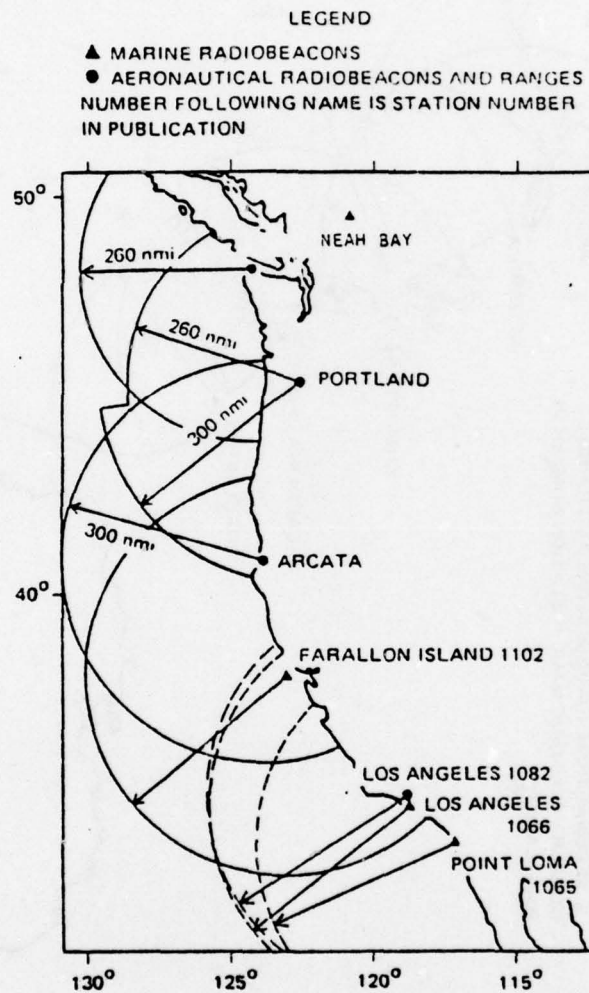 LEGEND
▲ MARINE RADIOBEACONS
● AERONAUTICAL RADIOBEACONS AND RANGES
NUMBER FOLLOWING NAME IS STATION NUMBER
IN PUBLICATION
50°
NEAH BAY
260 nmi
260 nmi
PORTLAND
300 nmi
300 nmi
ARCATA
40°
FARALLON ISLAND 1102
LOS ANGELES 1082
LOS ANGELES
1066
POINT LOMA
1065
130° 125° 120° 115°